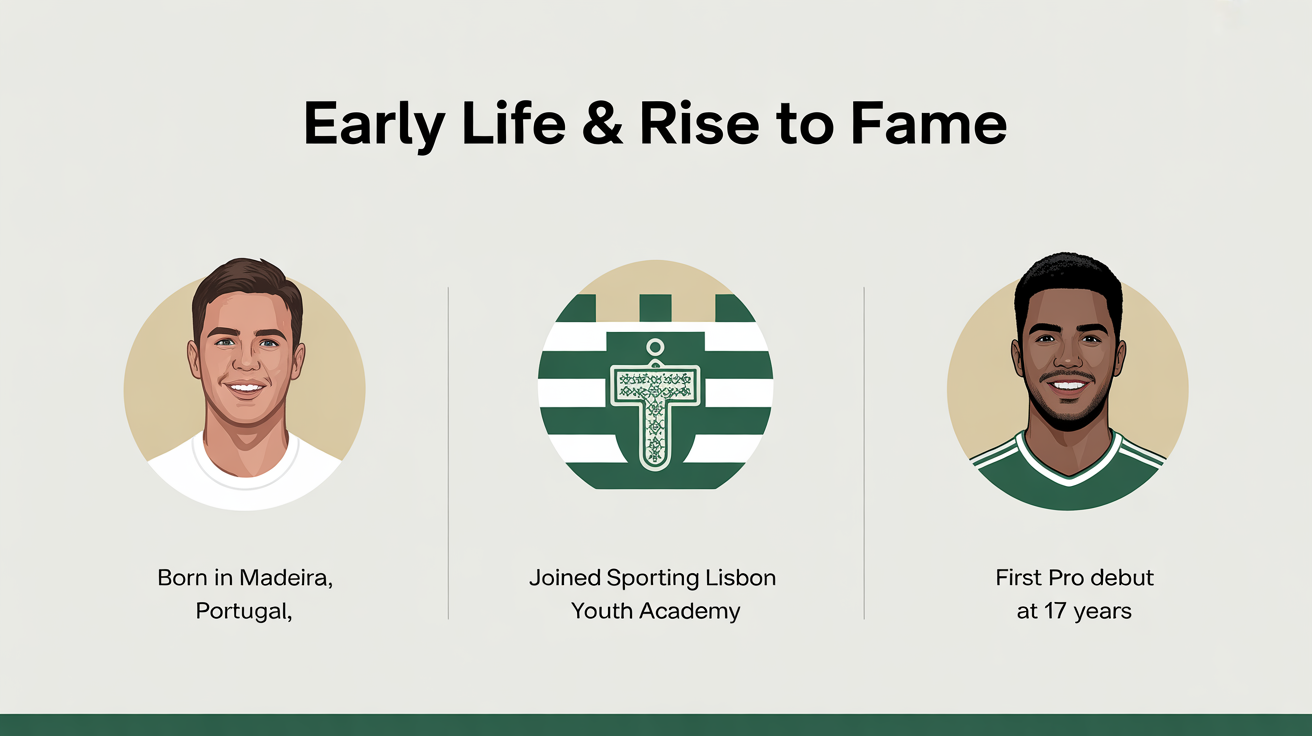 Early Life & Rise to Fame
Born in Madeira,
Portugal,
Joined Sporting Lisbon
Youth Academy
First Pro debut
at 17 years